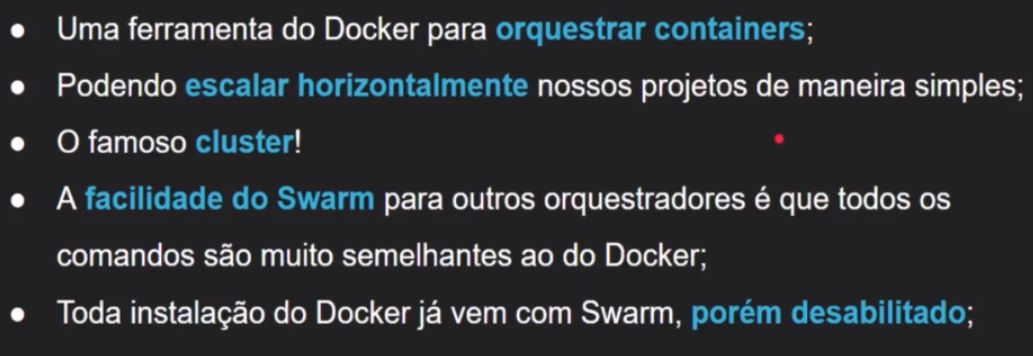 ● Uma ferramenta do Docker para orquestrar containers;
● Podendo escalar horizontalmente nossos projetos de maneira simples;
● O famoso cluster!
● A facilidade do Swarm para outros orquestradores é que todos os
comandos são muito semelhantes ao do Docker;
● Toda instalação do Docker já vem com Swarm, porém desabilitado;